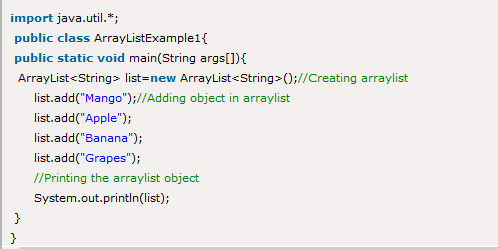 import java.util.*;
public class ArrayListExample1{
public static void main(String args[]){
ArrayList<String> list=new ArrayList<String>();//Creating arraylist
list.add("Mango");//Adding object in arraylist
list.add("Apple");
list.add("Banana");
list.add("Grapes");
//Printing the arraylist object
System.out.println(list);
}
}